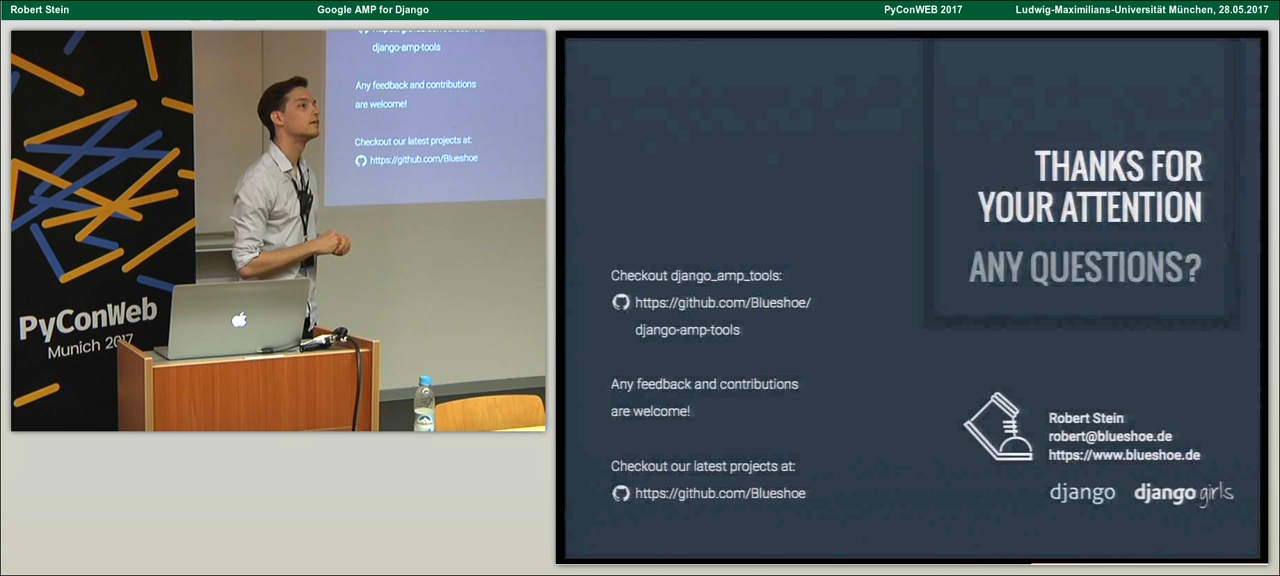 Robert Stein
Google AMP for Django
PyConWEB 2017
Ludwig-Maximilians-Universität München, 28.05.2017
django-amp-tools
Any feedback and contributions
are welcome!
Checkout our latest projects at:
https://github.com/Blueshoe
PyConWeb
Munich 2017
THANKS FOR
YOUR ATTENTION
ANY QUESTIONS?
Checkout django_amp_tools:
https://github.com/Blueshoe/
django-amp-tools
Any feedback and contributions
are welcome!
Checkout our latest projects at:
https://github.com/Blueshoe
Robert Stein
robert@blueshoe.de
https://www.blueshoe.de
django
django girls